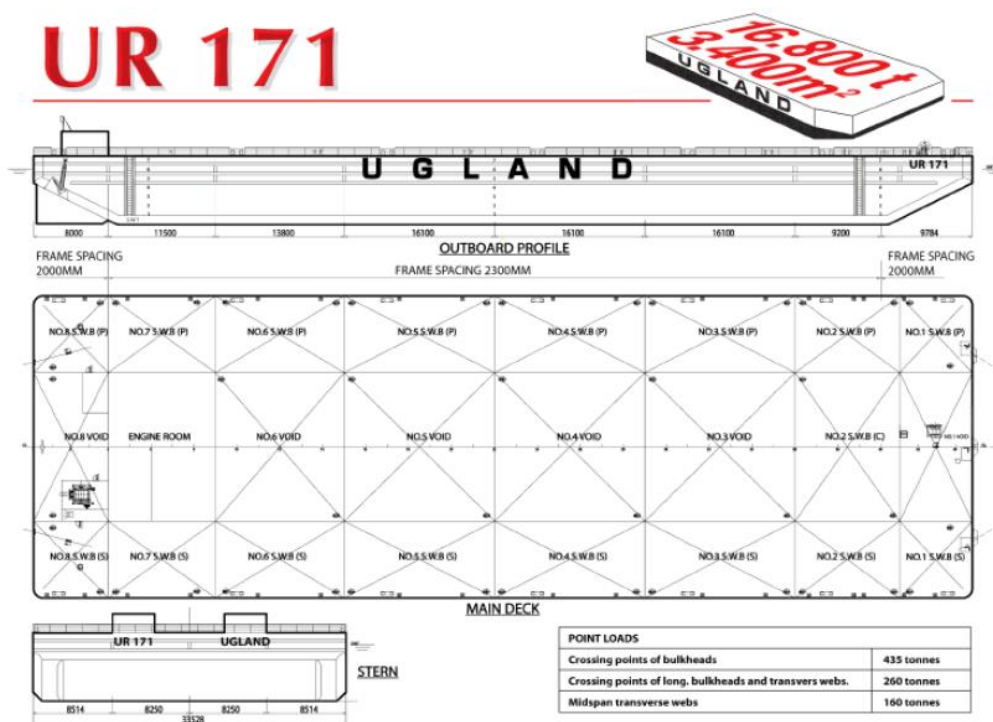 UR 171
16.800 t
3.400m²
UGLAND
UGLAND
UR 171
8000 11500 13800 16100 16100 16100 9200 9784
OUTBOARD PROFILE
FRAME SPACING
2000MM
FRAME SPACING 2300MM
FRAME SPACING
2000MM
NO.8 S.W.B (P) NO.7 S.W.B (P) NO.6 S.W.B (P) NO.5 S.W.B (P) NO.4 S.W.B (P) NO.3 S.W.B (P) NO.2 S.W.B (P) NO.1 S.W.B (P)
NO.8 VOID ENGINE ROOM NO.6 VOID NO.5 VOID NO.4 VOID NO.3 VOID NO.2 S.W.B (C) NO.1 VOID
NO.8 S.W.B (S) NO.7 S.W.B (S) NO.6 S.W.B (S) NO.5 S.W.B (S) NO.4 S.W.B (S) NO.3 S.W.B (S) NO.2 S.W.B (S) NO.1 S.W.B (S)
MAIN DECK
UR 171 UGLAND
STERN
8514 8250 8250 8514
33528
POINT LOADS
Crossing points of bulkheads 435 tonnes
Crossing points of long. bulkheads and transvers webs. 260 tonnes
Midspan transverse webs 160 tonnes